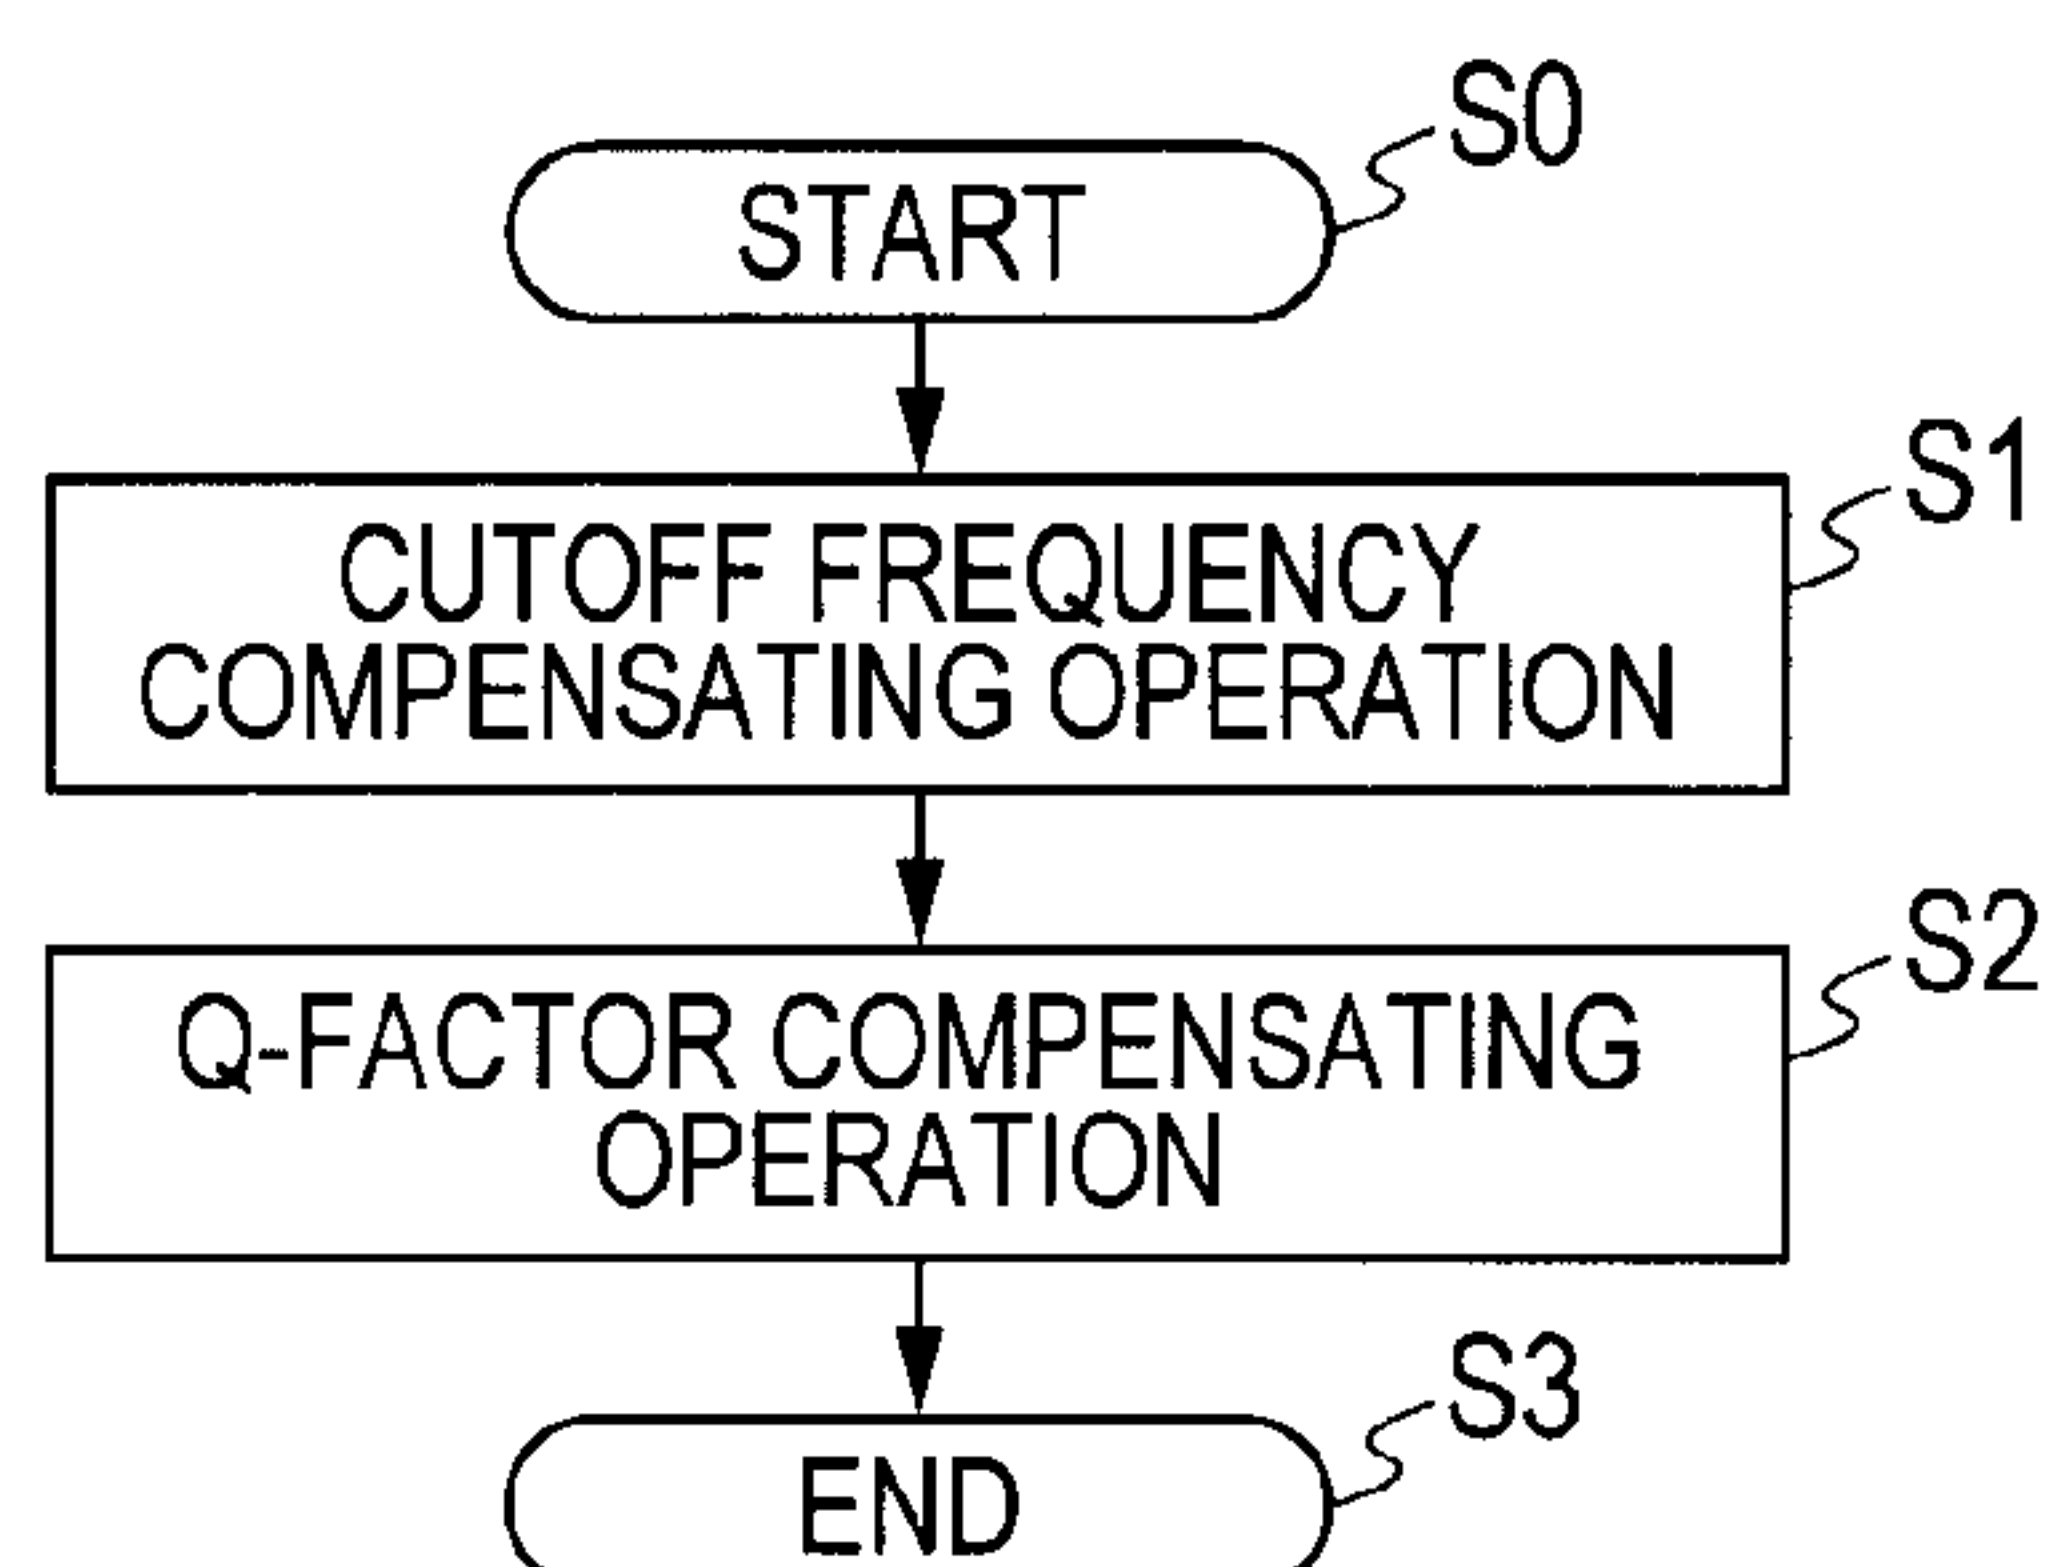 S0
START
S1
CUTOFF FREQUENCY
COMPENSATING OPERATION
S2
Q-FACTOR COMPENSATING
OPERATION
S3
END